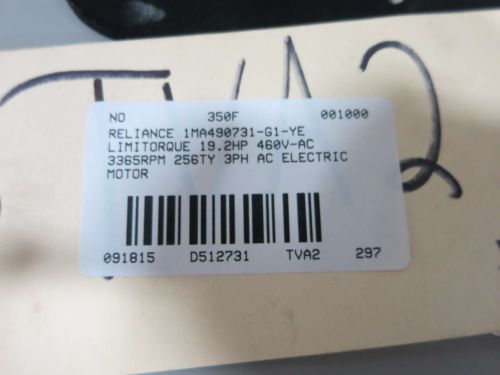 TVA2
NO 350F 001000
RELIANCE 1MA490731-G1-YE
LIMITORQUE 19.2HP 460V-AC
3365RPM 256TY 3PH AC ELECTRIC
MOTOR
091815 D512731 TVA2 297